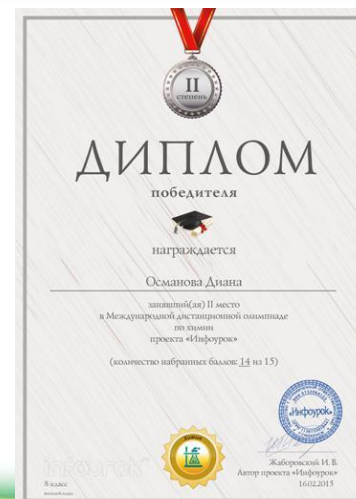 II
степень
ДИПЛОМ
победителя
награждается
Османова Диана
занявший(ая) II место
в Международной дистанционной олимпиаде
по химии
проекта «Инфоурок»
(количество набранных баллов: 14 из 15)
«Инфоурок»
Жаборовский И. В.
Автор проекта «Инфоурок»
16.02.2015
8 класс